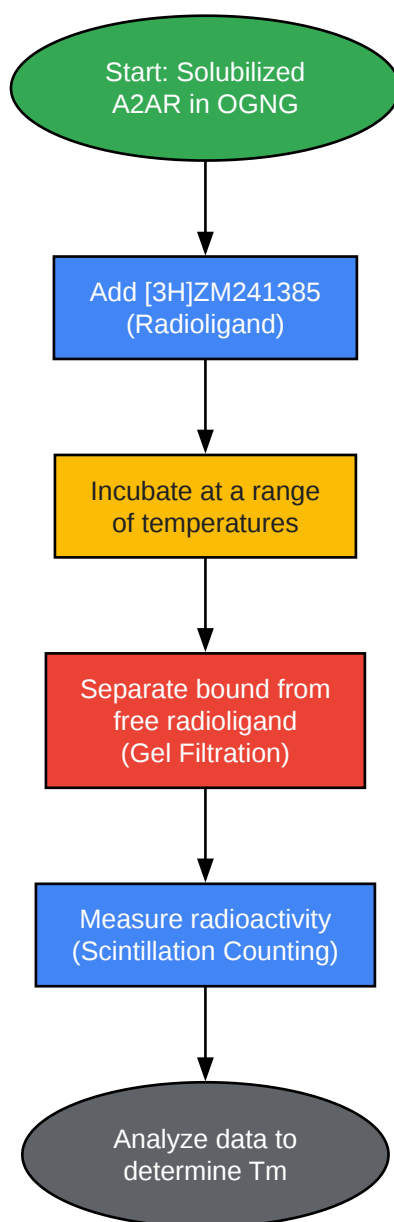 Start: Solubilized
A2AR in OGNG
Add [3H]ZM241385
(Radioligand)
Incubate at a range
of temperatures
Separate bound from
free radioligand
(Gel Filtration)
Measure radioactivity
(Scintillation Counting)
Analyze data to
determine Tm